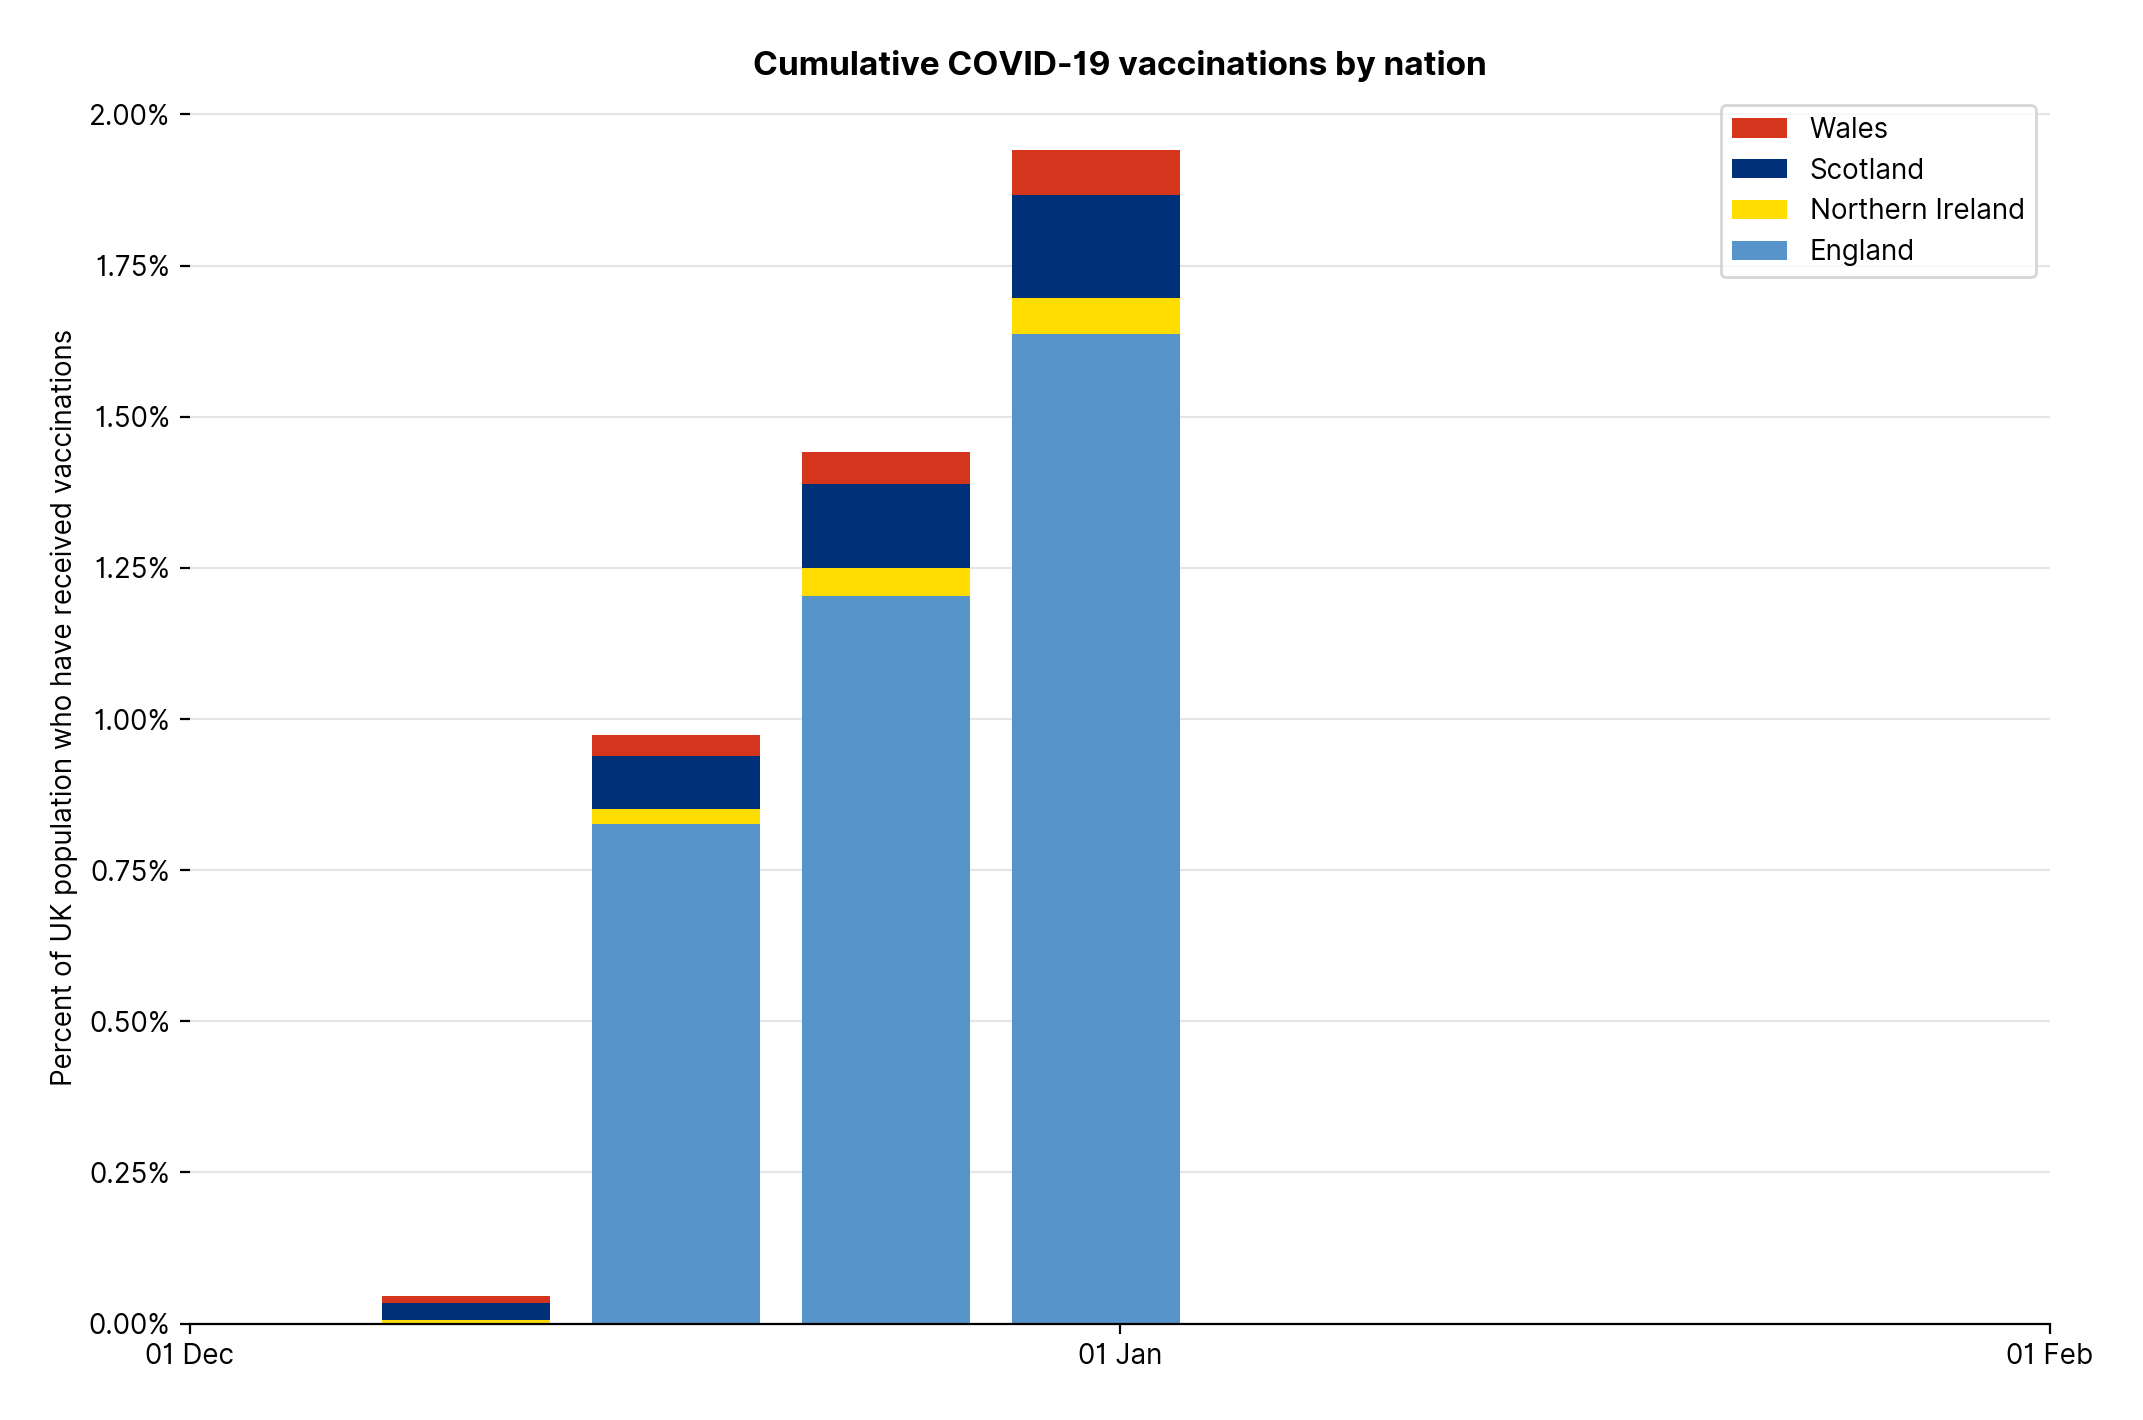 Cumulative COVID-19 vaccinations by nation
2.00%
1.75%
1.50%
1.25%
1.00%
0.75%
0.50%
0.25%
0.00%
Percent of UK population who have received vaccinations
01 Dec
01 Jan
01 Feb
Wales
Scotland
Northern Ireland
England